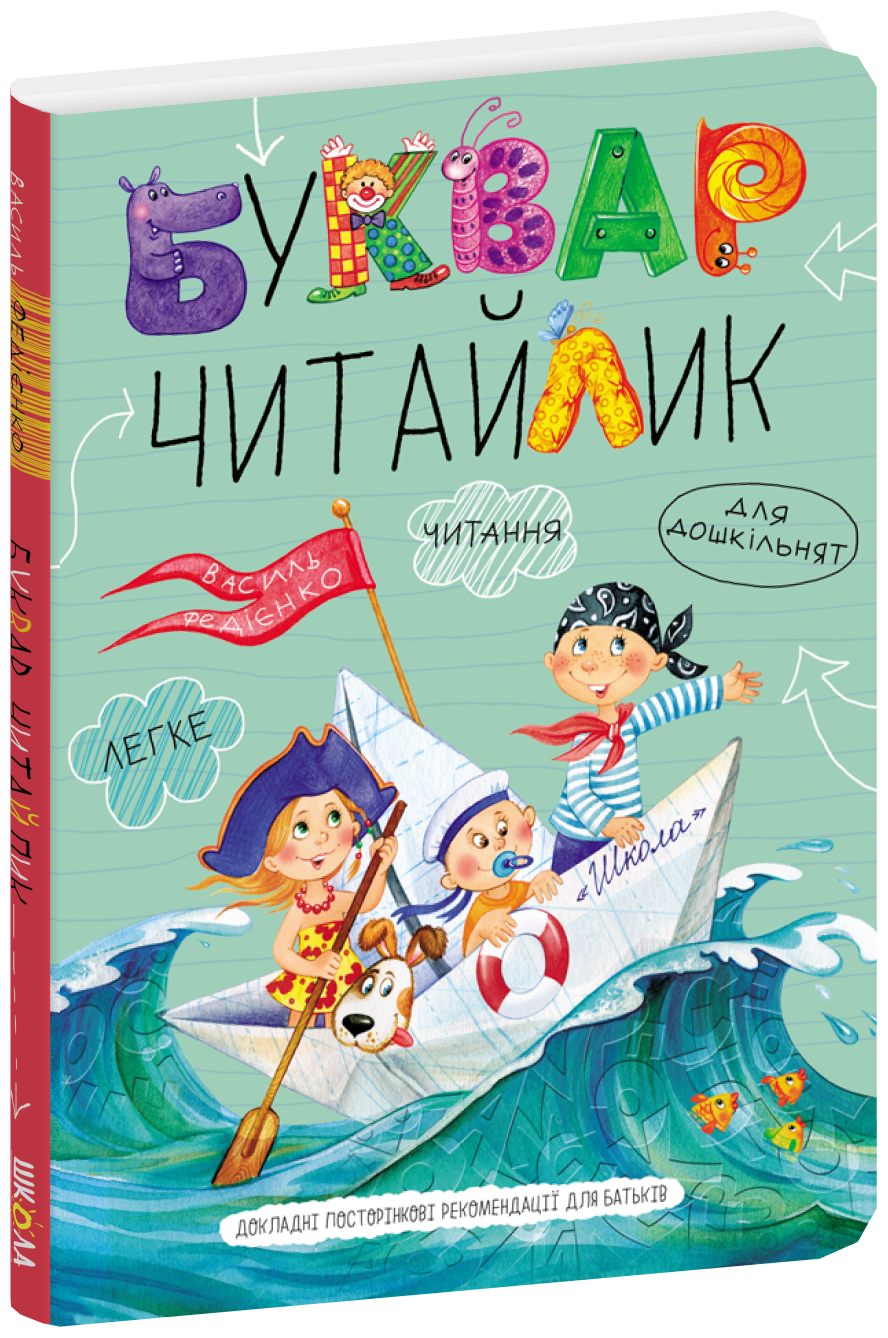 БУКВАР
ЧИТАЙЛИК
ЧИТАННЯ
ДЛЯ
ДОШКІЛЬНЯТ
ВАСИЛЬ
ФЕДІЄНКО
ЛЕГКЕ
«Школа»
ДОКЛАДНІ ПОСТОРІНКОВІ РЕКОМЕНДАЦІЇ ДЛЯ БАТЬКІВ
ВАСИЛЬ ФЕДІЄНКО БУКВАР ЧИТАЙЛИК ШКОЛА